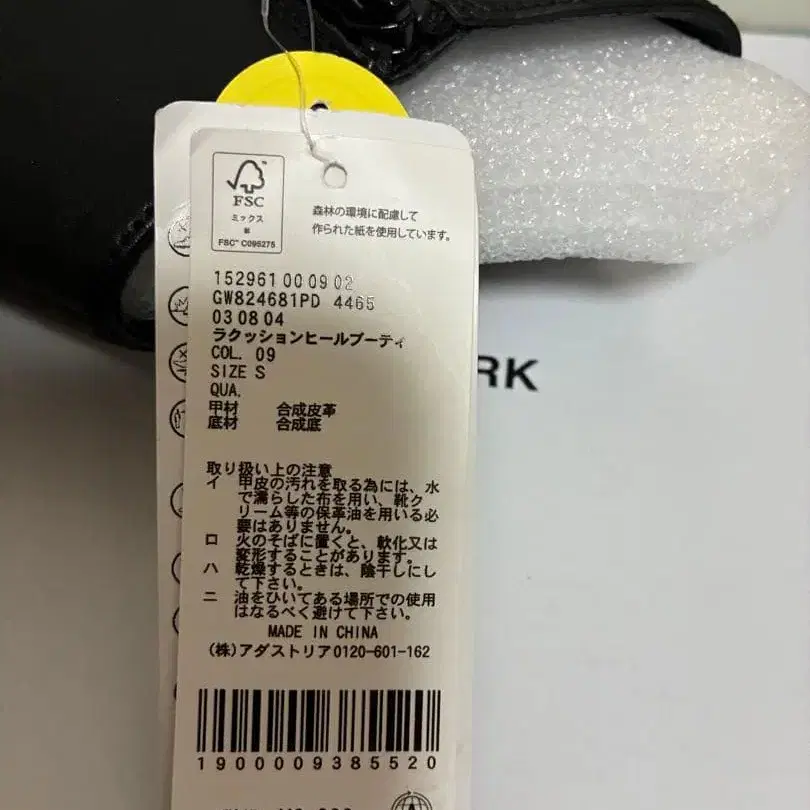 FSC
ミックス
紙
FSC™ C095275
森林の環境に配慮して
作られた紙を使用しています。
152961 00 09 02
GW824681PD 4465
03 08 04
ラクッションヒールブーティ
COL. 09
SIZE S
QUA.
甲材 合成皮革
底材 合成底
取り扱い上の注意
イ 甲皮の汚れを取る為には、水
で濡らした布を用い、靴ク
リーム等の保革油を用いる必
要はありません。
ロ 火のそばに置くと、軟化又は
変形することがあります。
ハ 乾燥するときは、陰干しにし
て下さい。
ニ 油をひいてある場所での使用
はなるべく避けて下さい。
MADE IN CHINA
(株)アダストリア0120-601-162
1900009385520
RK